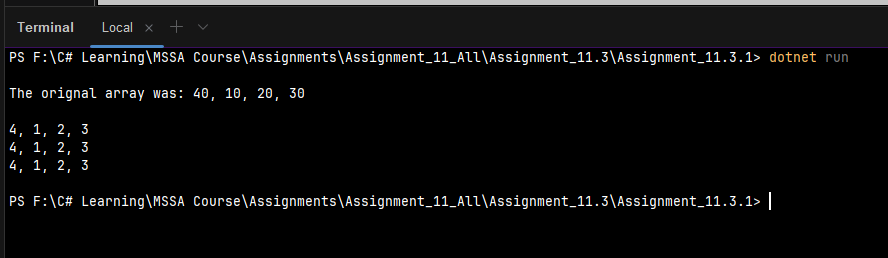 Terminal Local
PS F:\C# Learning\MSSA Course\Assignments\Assignment_11_All\Assignment_11.3\Assignment_11.3.1> dotnet run
The orignal array was: 40, 10, 20, 30
4, 1, 2, 3
4, 1, 2, 3
4, 1, 2, 3
PS F:\C# Learning\MSSA Course\Assignments\Assignment_11_All\Assignment_11.3\Assignment_11.3.1>